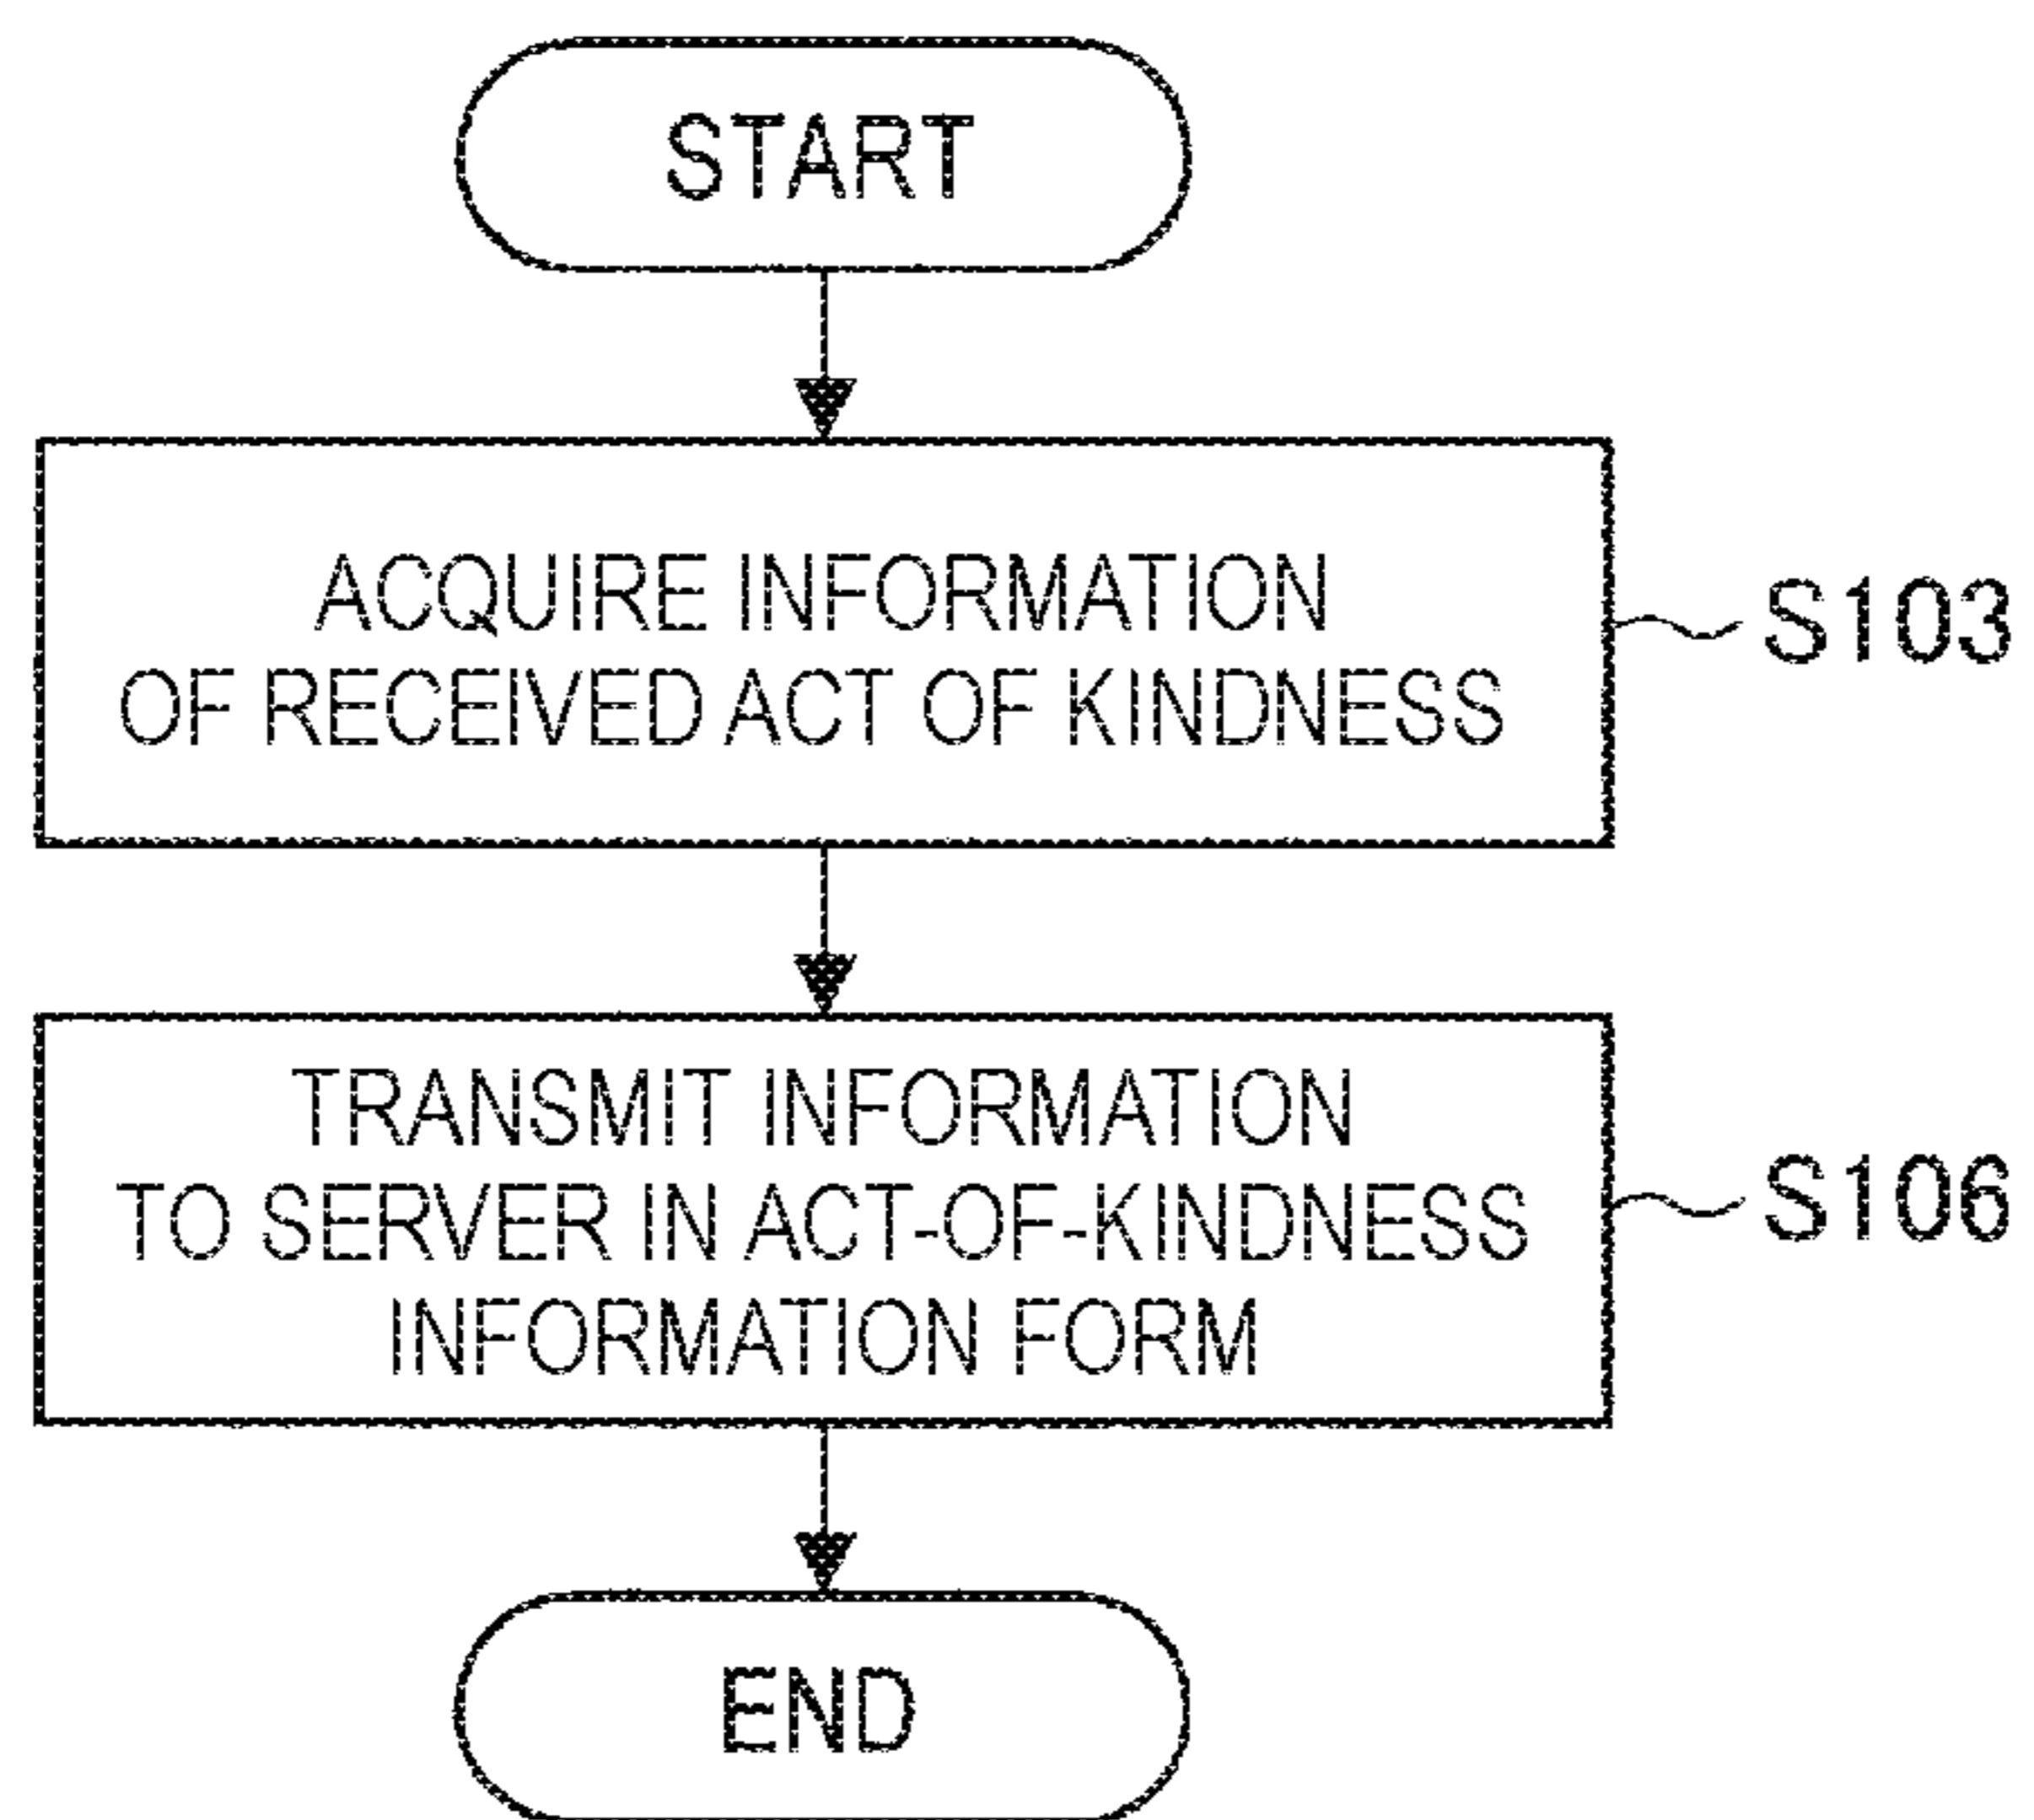 START
ACQUIRE INFORMATION
OF RECEIVED ACT OF KINDNESS
S103
TRANSMIT INFORMATION
TO SERVER IN ACT-OF-KINDNESS
INFORMATION FORM
S106
END